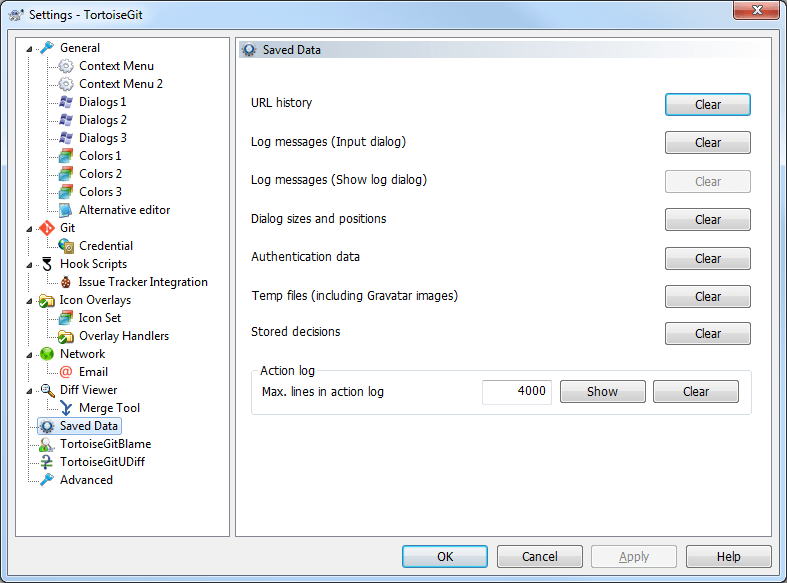 Settings - TortoiseGit
General
Context Menu
Context Menu 2
Dialogs 1
Dialogs 2
Dialogs 3
Colors 1
Colors 2
Colors 3
Alternative editor
Git
Credential
Hook Scripts
Issue Tracker Integration
Icon Overlays
Icon Set
Overlay Handlers
Network
Email
Diff Viewer
Merge Tool
Saved Data
TortoiseGitBlame
TortoiseGitUDiff
Advanced
Saved Data
URL history Clear
Log messages (Input dialog) Clear
Log messages (Show log dialog) Clear
Dialog sizes and positions Clear
Authentication data Clear
Temp files (including Gravatar images) Clear
Stored decisions Clear
Action log
Max. lines in action log 4000 Show Clear
OK Cancel Apply Help